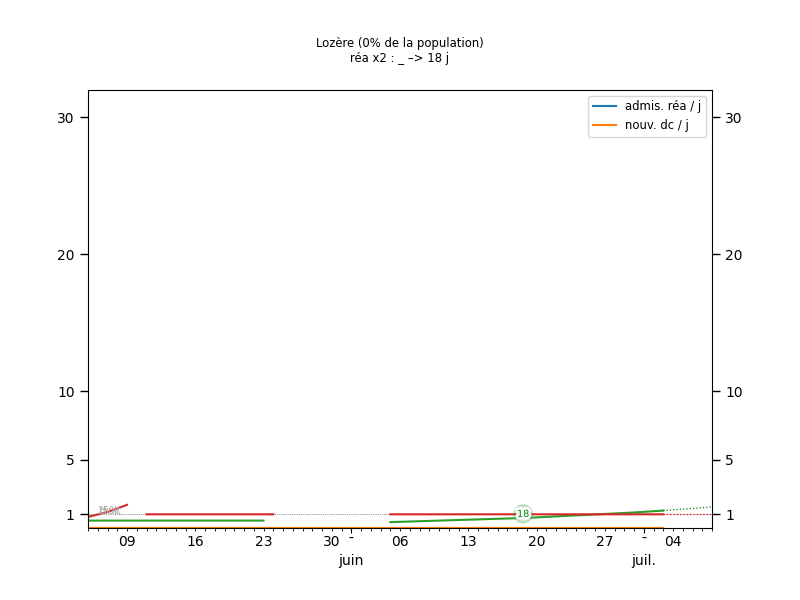 Lozère (0% de la population)
réa x2 : _ –> 18 j
admis. réa / j
nouv. dc / j
30 30
20 20
10 10
5 5
1 18 1
09 16 23 30 - 06 13 20 27 - 04
juin juil.